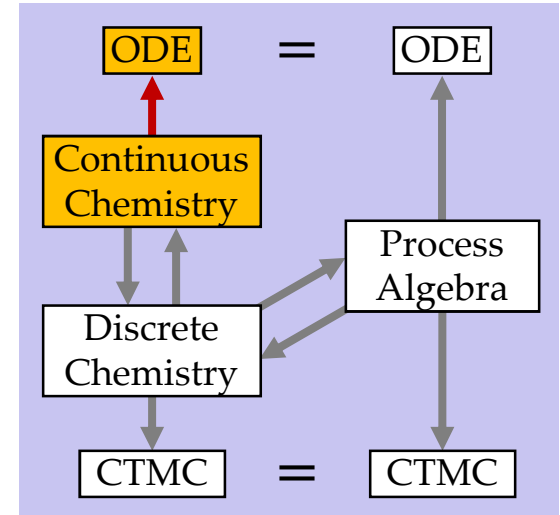 ODE = ODE
Continuous
Chemistry
Process
Algebra
Discrete
Chemistry
CTMC = CTMC